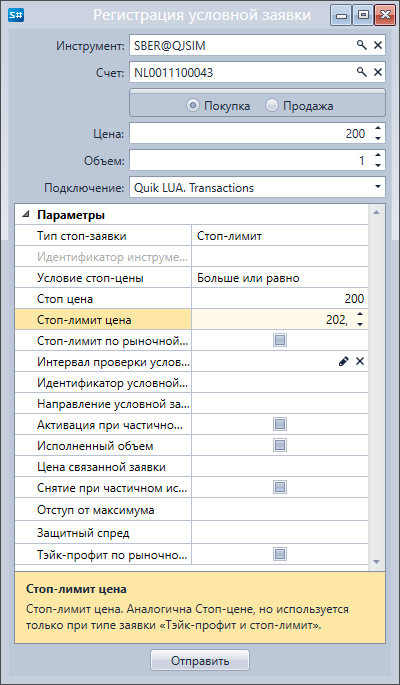 S# Регистрация условной заявки
Инструмент: SBER@QJSIM
Счет: NL0011100043
Покупка Продажа
Цена: 200
Объем: 1
Подключение: Quik LUA. Transactions
Параметры
Тип стоп-заявки Стоп-лимит
Идентификатор инструме...
Условие стоп-цены Больше или равно
Стоп цена 200
Стоп-лимит цена 202,
Стоп-лимит по рыночной...
Интервал проверки услов...
Идентификатор условной...
Направление условной за...
Активация при частично...
Исполненный объем
Цена связанной заявки
Снятие при частичном ис...
Отступ от максимума
Защитный спред
Тэйк-профит по рыночно...
Стоп-лимит цена
Стоп-лимит цена. Аналогична Стоп-цене, но используется
только при типе заявки «Тэйк-профит и стоп-лимит».
Отправить